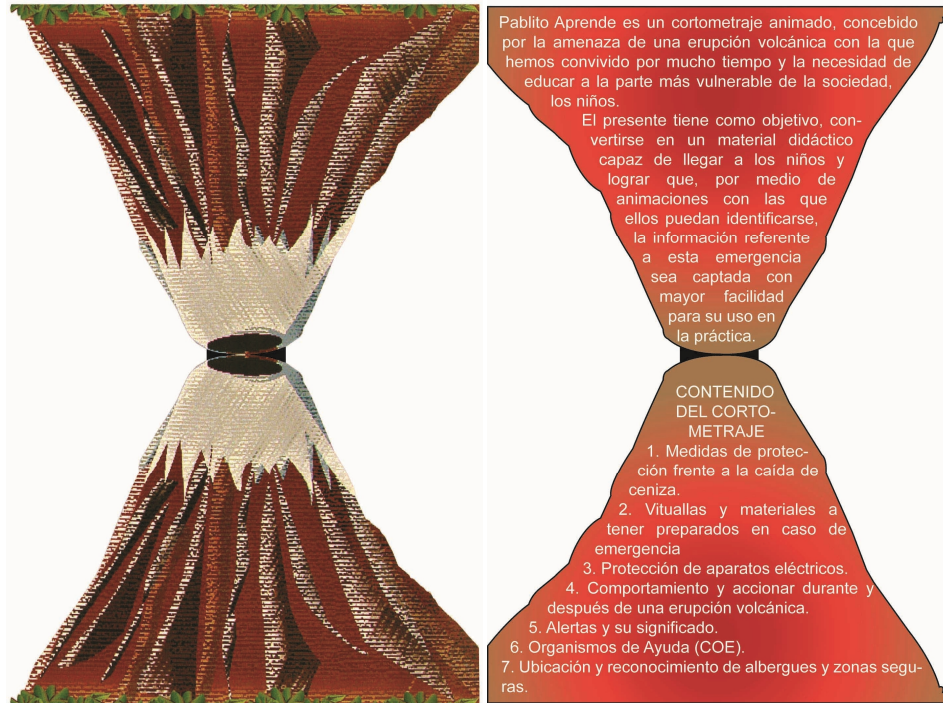 Pablito Aprende es un cortometraje animado, concebido
por la amenaza de una erupción volcánica con la que
hemos convivido por mucho tiempo y la necesidad de
educar a la parte más vulnerable de la sociedad,
los niños.
El presente tiene como objetivo, con-
vertirse en un material didáctico
capaz de llegar a los niños y
lograr que, por medio de
animaciones con las que
ellos puedan identificarse,
la información referente
a esta emergencia
sea captada con
mayor facilidad
para su uso en
la práctica.
CONTENIDO
DEL CORTO-
METRAJE
1. Medidas de protec-
ción frente a la caída de
ceniza.
2. Vituallas y materiales a
tener preparados en caso de
emergencia
3. Protección de aparatos eléctricos.
4. Comportamiento y accionar durante y
después de una erupción volcánica.
5. Alertas y su significado.
6. Organismos de Ayuda (COE).
7. Ubicación y reconocimiento de albergues y zonas segu-
ras.